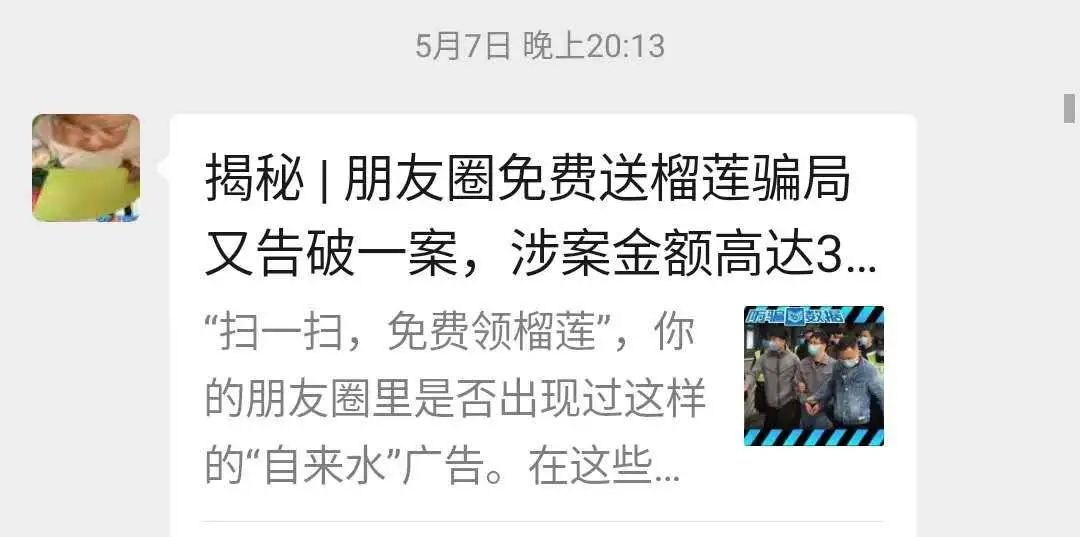 5月7日 晚上20:13
揭秘 | 朋友圈免费送榴莲骗局
又告破一案，涉案金额高达3...
“扫一扫，免费领榴莲”，你
的朋友圈里是否出现过这样
的“自来水”广告。在这些...